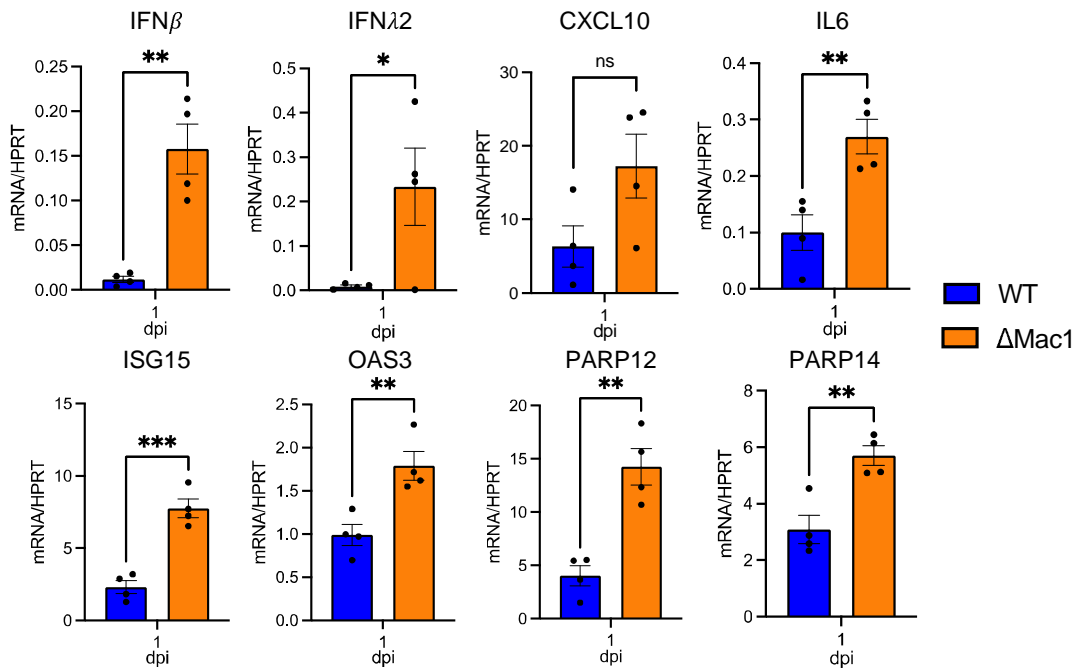 IFNβ
**
0.25
0.20
0.15
0.10
0.05
0.00
mRNA/HPRT
1
dpi
IFNλ2
*
0.5
0.4
0.3
0.2
0.1
0.0
mRNA/HPRT
1
dpi
CXCL10
ns
30
20
10
0
mRNA/HPRT
1
dpi
IL6
**
0.4
0.3
0.2
0.1
0.0
mRNA/HPRT
1
dpi
WT
ΔMac1
ISG15
***
15
10
5
0
mRNA/HPRT
1
dpi
OAS3
**
2.5
2.0
1.5
1.0
0.5
0.0
mRNA/HPRT
1
dpi
PARP12
**
20
15
10
5
0
mRNA/HPRT
1
dpi
PARP14
**
8
6
4
2
0
mRNA/HPRT
1
dpi